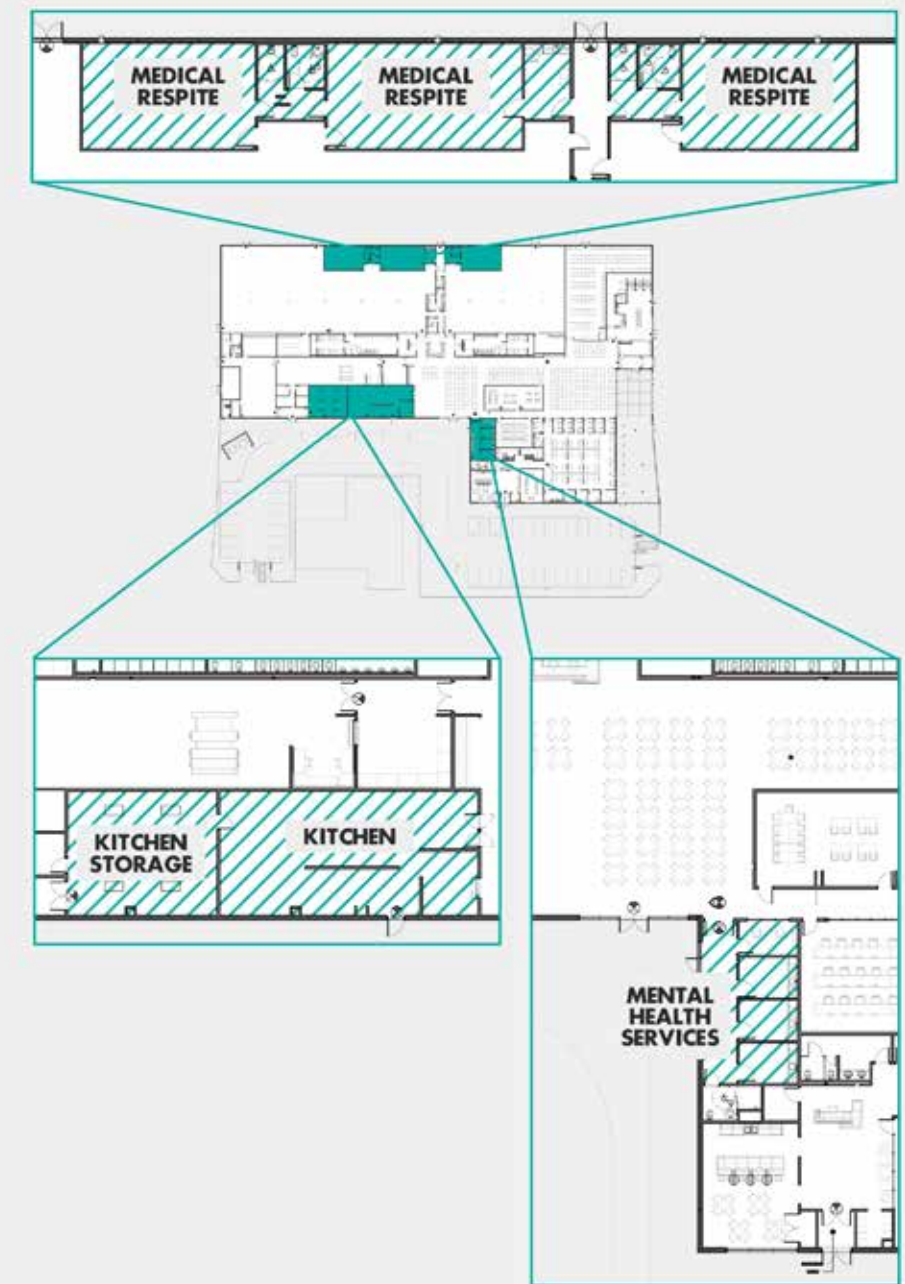 MEDICAL
RESPITE
MEDICAL
RESPITE
MEDICAL
RESPITE
KITCHEN
STORAGE
KITCHEN
MENTAL
HEALTH
SERVICES